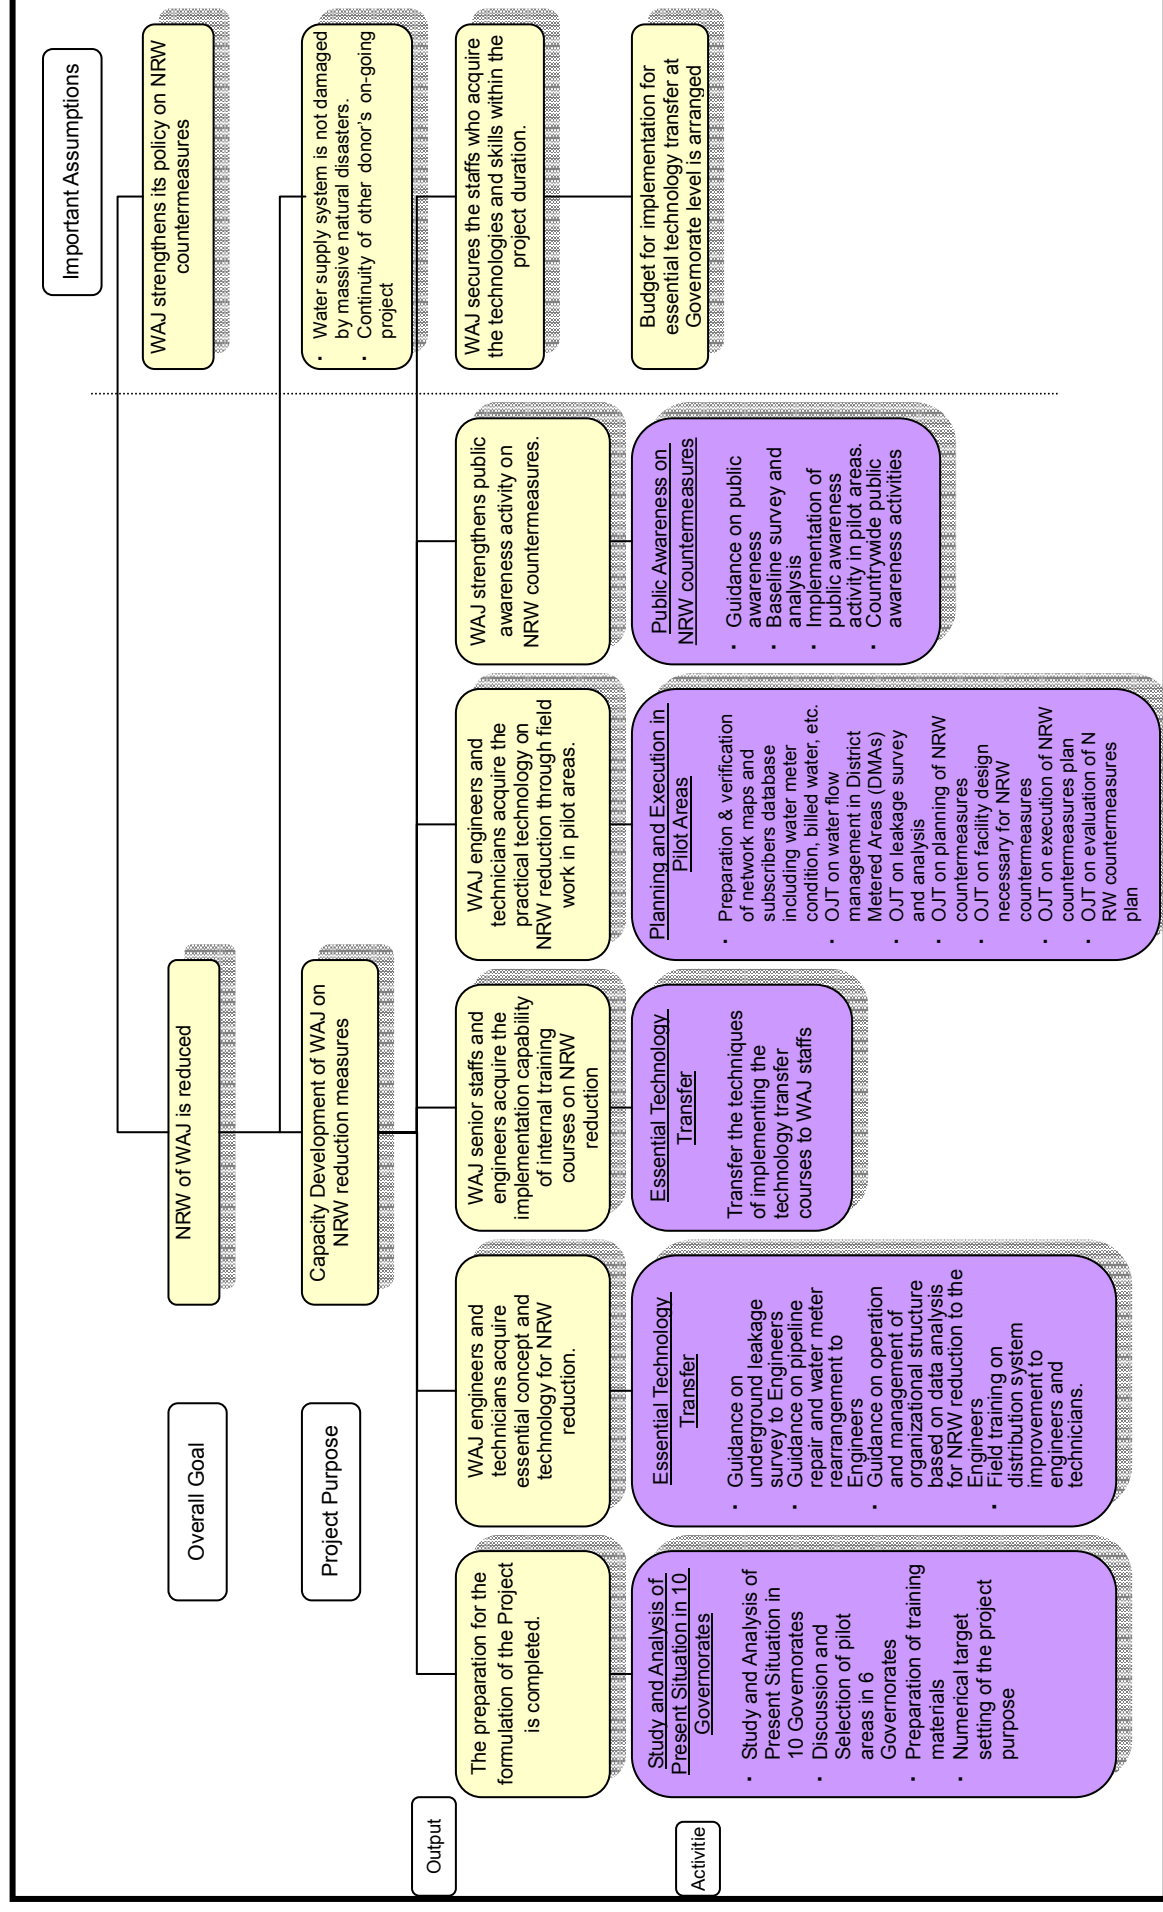 Important Assumptions
Overall Goal
NRW of WAJ is reduced
WAJ strengthens its policy on NRW
countermeasures
Project Purpose
Capacity Development of WAJ on
NRW reduction measures
· Water supply system is not damaged
by massive natural disasters.
· Continuity of other donor's on-going
project
Output
The preparation for the
formulation of the Project
is completed.
WAJ engineers and
technicians acquire
essential concept and
technology for NRW
reduction.
WAJ senior staffs and
engineers acquire the
implementation capability
of internal training
courses on NRW
reduction
WAJ engineers and
technicians acquire the
practical technology on
NRW reduction through field
work in pilot areas.
WAJ strengthens public
awareness activity on
NRW countermeasures.
WAJ secures the staffs who acquire
the technologies and skills within the
project duration.
Activitie
Study and Analysis of
Present Situation in 10
Governorates
· Study and Analysis of
Present Situation in
10 Governorates
· Discussion and
Selection of pilot
areas in 6
Governorates
· Preparation of training
materials
· Numerical target
setting of the project
purpose
Essential Technology
Transfer
· Guidance on
underground leakage
survey to Engineers
· Guidance on pipeline
repair and water meter
rearrangement to
Engineers
· Guidance on operation
and management of
organizational structure
based on data analysis
for NRW reduction to the
Engineers
· Field training on
distribution system
improvement to
engineers and
technicians.
Essential Technology
Transfer
Transfer the techniques
of implementing the
technology transfer
courses to WAJ staffs
Planning and Execution in
Pilot Areas
· Preparation & verification
of network maps and
subscribers database
including water meter
condition, billed water, etc.
· OJT on water flow
management in District
Metered Areas (DMAs)
· OJT on leakage survey
and analysis
· OJT on planning of NRW
countermeasures
· OJT on facility design
necessary for NRW
countermeasures
· OJT on execution of NRW
countermeasures plan
· OJT on evaluation of N
RW countermeasures
plan
Public Awareness on
NRW countermeasures
· Guidance on public
awareness
· Baseline survey and
analysis
· Implementation of
public awareness
activity in pilot areas.
· Countrywide public
awareness activities
Budget for implementation for
essential technology transfer at
Governorate level is arranged